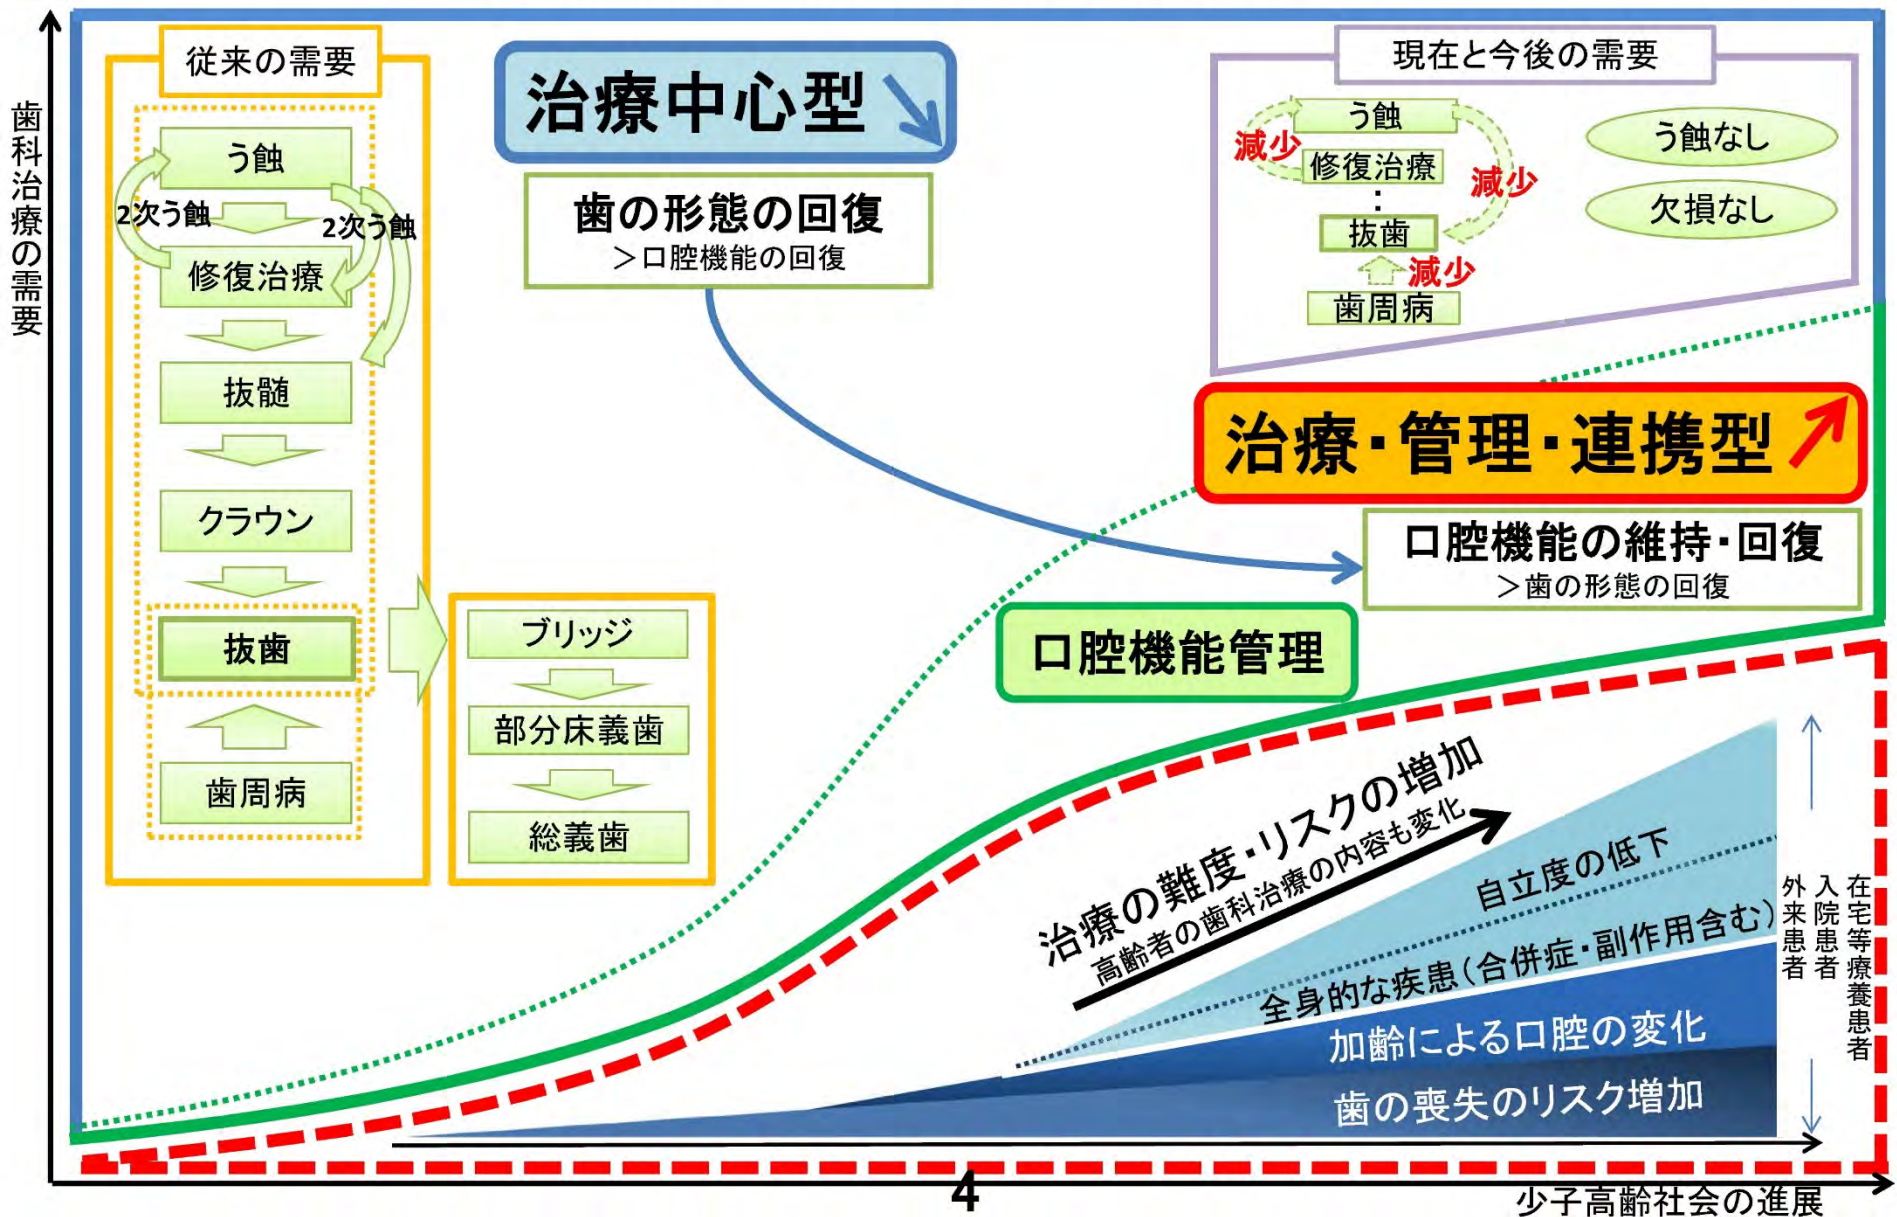 歯科治療の需要
従来の需要
う蝕
2次う蝕
2次う蝕
修復治療
抜髄
クラウン
抜歯
歯周病
ブリッジ
部分床義歯
総義歯
治療中心型
歯の形態の回復
＞口腔機能の回復
現在と今後の需要
う蝕
減少
修復治療
減少
：
抜歯
減少
歯周病
う蝕なし
欠損なし
治療・管理・連携型
口腔機能の維持・回復
＞歯の形態の回復
口腔機能管理
治療の難度・リスクの増加
高齢者の歯科治療の内容も変化
自立度の低下
全身的な疾患（合併症・副作用含む）
加齢による口腔の変化
歯の喪失のリスク増加
在宅等療養患者
入院患者
外来患者
4
少子高齢社会の進展